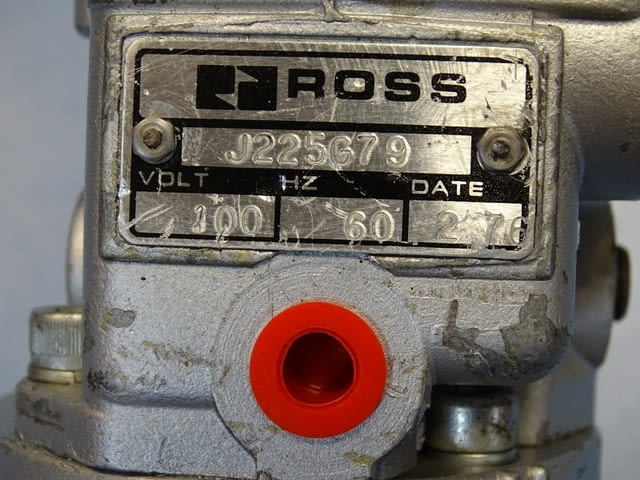 ROSS
J225G79
VOLT HZ DATE
100 60 2 76